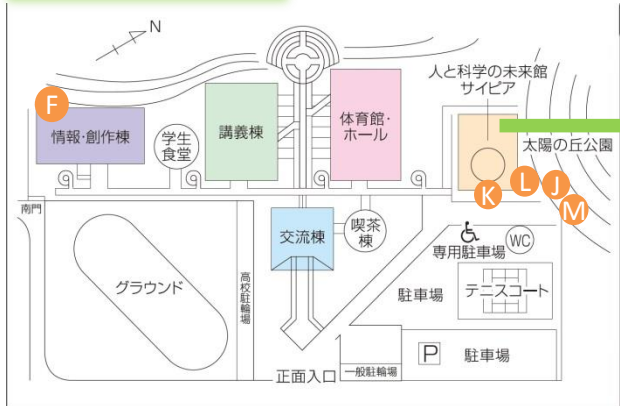 N
人と科学の未来館
サイピア
F
情報・創作棟
学生
食堂
講義棟
体育館・
ホール
太陽の丘公園
K
L
J
M
南門
交流棟
喫茶
棟
専用駐車場
WC
グラウンド
高校駐輪場
駐車場
テニスコート
P
駐車場
正面入口
一般駐輪場